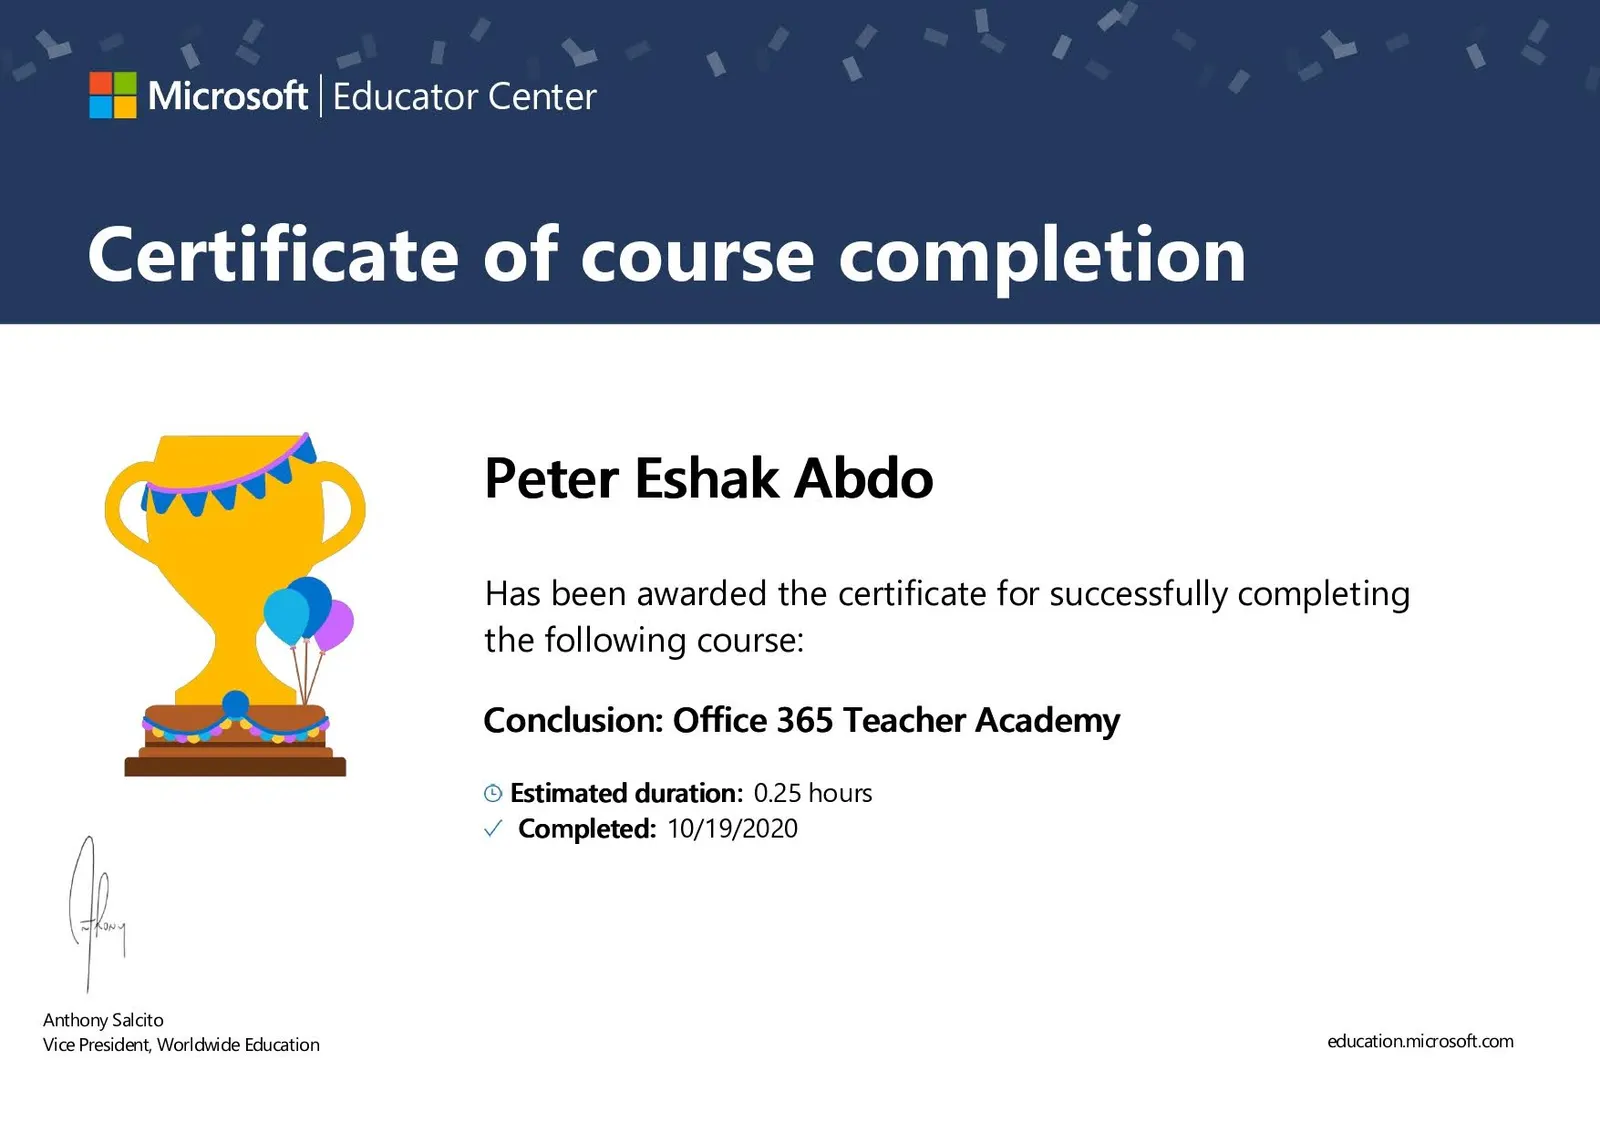 Microsoft | Educator Center
Certificate of course completion
Peter Eshak Abdo
Has been awarded the certificate for successfully completing
the following course:
Conclusion: Office 365 Teacher Academy
Estimated duration: 0.25 hours
Completed: 10/19/2020
Anthony
Anthony Salcito
Vice President, Worldwide Education
education.microsoft.com